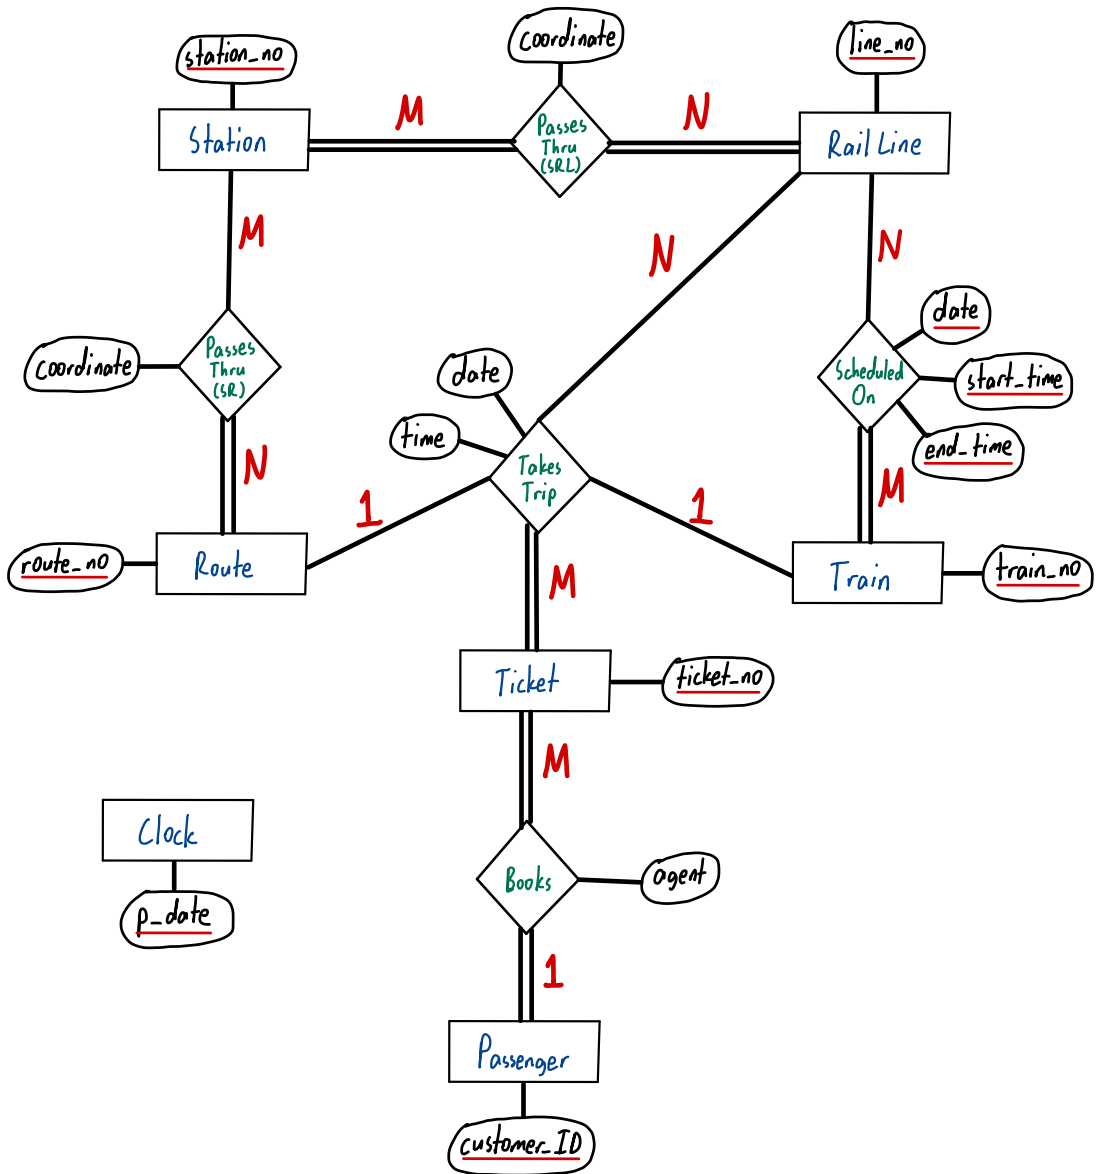 coordinate
line_no
station_no
M
N
Station
Passes
Thru
(SRL)
Rail Line
M
N
N
date
coordinate
Passes
Thru
(SR)
date
Scheduled
On
start_time
time
end_time
N
Takes
Trip
M
1
1
route_no
Route
Train
train_no
M
Ticket
ticket_no
M
Clock
Books
agent
p_date
1
Passenger
customer_ID